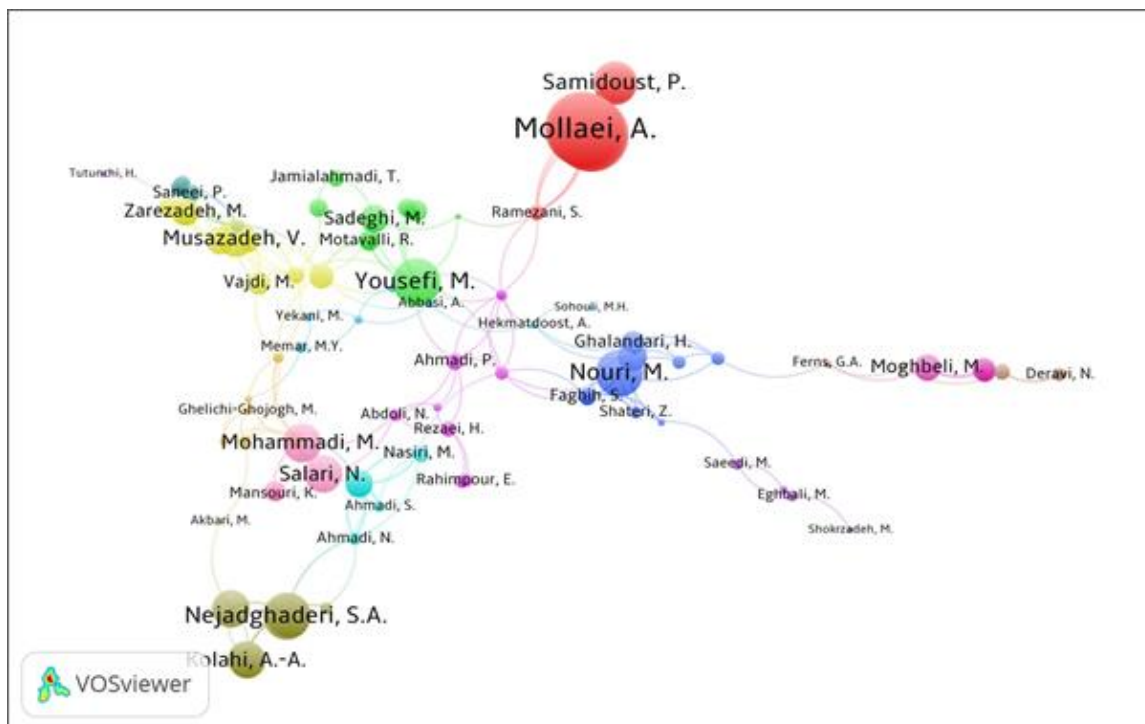 Samidoust, P.
Mollaei, A.
Tutunchi, H.
Jamialahmadi, T.
Saneei, P.
Zarezadeh, M.
Sadeghi, M.
Ramezani, S.
Musazadeh, V.
Motavalli, R.
Vajdi, M.
Yousefi, M.
Abbasi, A.
Sohouli, M.H.
Yekani, M.
Hekmatdoost, A.
Memar, M.Y.
Ghalandari, H.
Ahmadi, P.
Nouri, M.
Ferns, G.A.
Moghbeli, M.
Deravi, N.
Faghih, S.
Ghelichi-Ghojogh, M.
Abdoli, N.
Shateri, Z.
Rezaei, H.
Mohammadi, M.
Nasiri, M.
Saeedi, M.
Salari, N.
Rahimpour, E.
Mansouri, K.
Eghbali, M.
Ahmadi, S.
Akbari, M.
Shokrzadeh, M.
Ahmadi, N.
Nejadghaderi, S.A.
Kolahi, A.-A.
VOSviewer